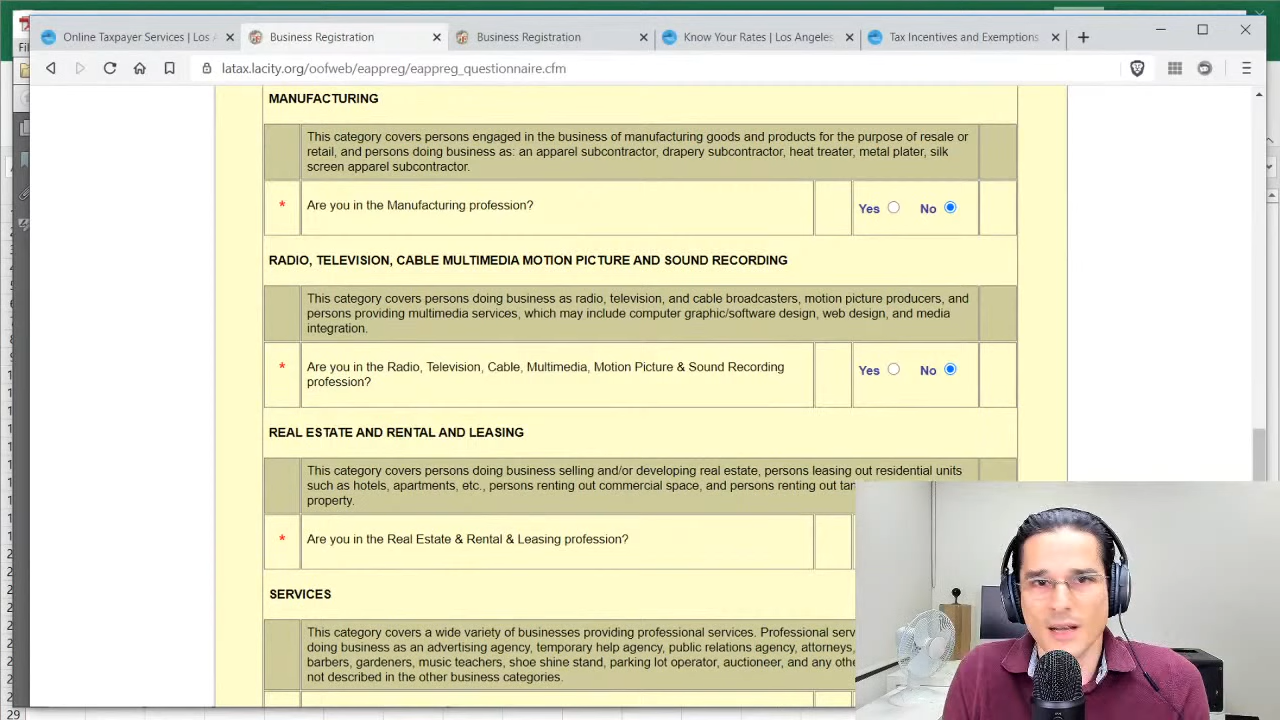 Online Taxpayer Services | Los A
Business Registration
Business Registration
Know Your Rates | Los Angeles
Tax Incentives and Exemptions
Fil
latax.lacity.org/oofweb/eappreg/eappreg_questionnaire.cfm
MANUFACTURING
This category covers persons engaged in the business of manufacturing goods and products for the purpose of resale or
retail, and persons doing business as: an apparel subcontractor, drapery subcontractor, heat treater, metal plater, silk
screen apparel subcontractor.
* Are you in the Manufacturing profession? Yes No
RADIO, TELEVISION, CABLE MULTIMEDIA MOTION PICTURE AND SOUND RECORDING
This category covers persons doing business as radio, television, and cable broadcasters, motion picture producers, and
persons providing multimedia services, which may include computer graphic/software design, web design, and media
integration.
* Are you in the Radio, Television, Cable, Multimedia, Motion Picture & Sound Recording
profession?
Yes No
REAL ESTATE AND RENTAL AND LEASING
This category covers persons doing business selling and/or developing real estate, persons leasing out residential units
such as hotels, apartments, etc., persons renting out commercial space, and persons renting out tan
property.
* Are you in the Real Estate & Rental & Leasing profession?
SERVICES
This category covers a wide variety of businesses providing professional services. Professional serv
doing business as an advertising agency, temporary help agency, public relations agency, attorneys,
barbers, gardeners, music teachers, shoe shine stand, parking lot operator, auctioneer, and any othe
not described in the other business categories.
29